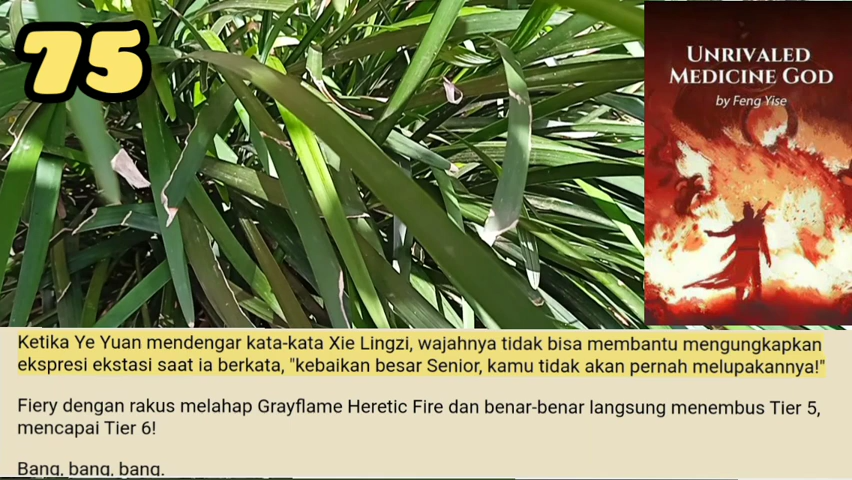 75
UNRIVALED
MEDICINE GOD
by Feng Yise
Ketika Ye Yuan mendengar kata-kata Xie Lingzi, wajahnya tidak bisa membantu mengungkapkan
ekspresi ekstasi saat ia berkata, "kebaikan besar Senior, kamu tidak akan pernah melupakannya!"
Fiery dengan rakus melahap Grayflame Heretic Fire dan benar-benar langsung menembus Tier 5,
mencapai Tier 6!
Bang, bang, bang.